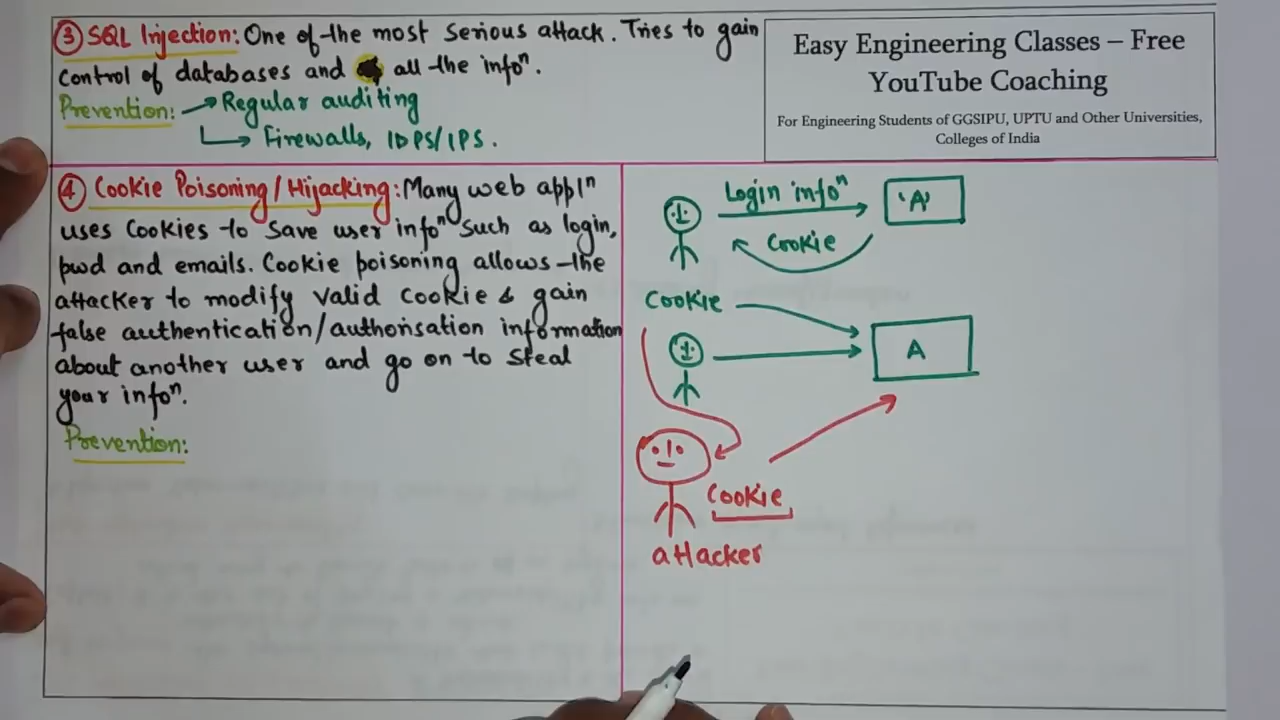 ③ SQL Injection: One of the most serious attack. Tries to gain
control of databases and all the infoⁿ.
Prevention: → Regular auditing
→ Firewalls, IDPS/IPS.
Easy Engineering Classes – Free
YouTube Coaching
For Engineering Students of GGSIPU, UPTU and Other Universities,
Colleges of India
④ Cookie Poisoning/Hijacking: Many web applⁿ
uses Cookies to save user infoⁿ such as login,
pwd and emails. Cookie poisoning allows the
attacker to modify valid cookie & gain
false authentication/authorisation information
about another user and go on to steal
your infoⁿ.
Prevention:
Login infoⁿ
'A'
Cookie
Cookie
A
Cookie
attacker